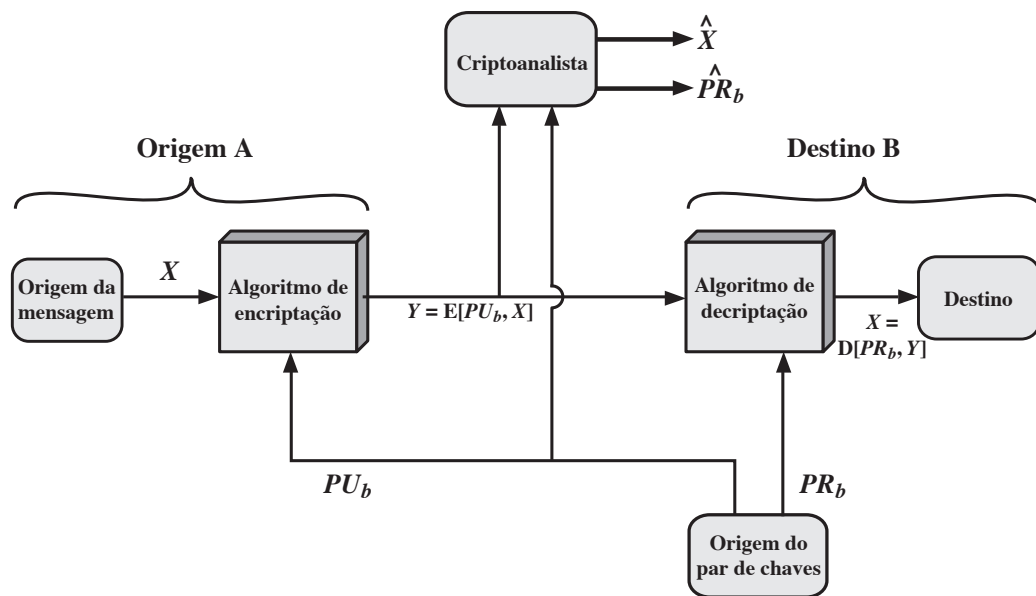 X̂
Criptoanalista
P̂R_b
Origem A
Destino B
Origem da
mensagem
X
Algoritmo de
encriptação
Y = E[PU_b, X]
Algoritmo de
decriptação
X =
D[PR_b, Y]
Destino
PU_b
PR_b
Origem do
par de chaves